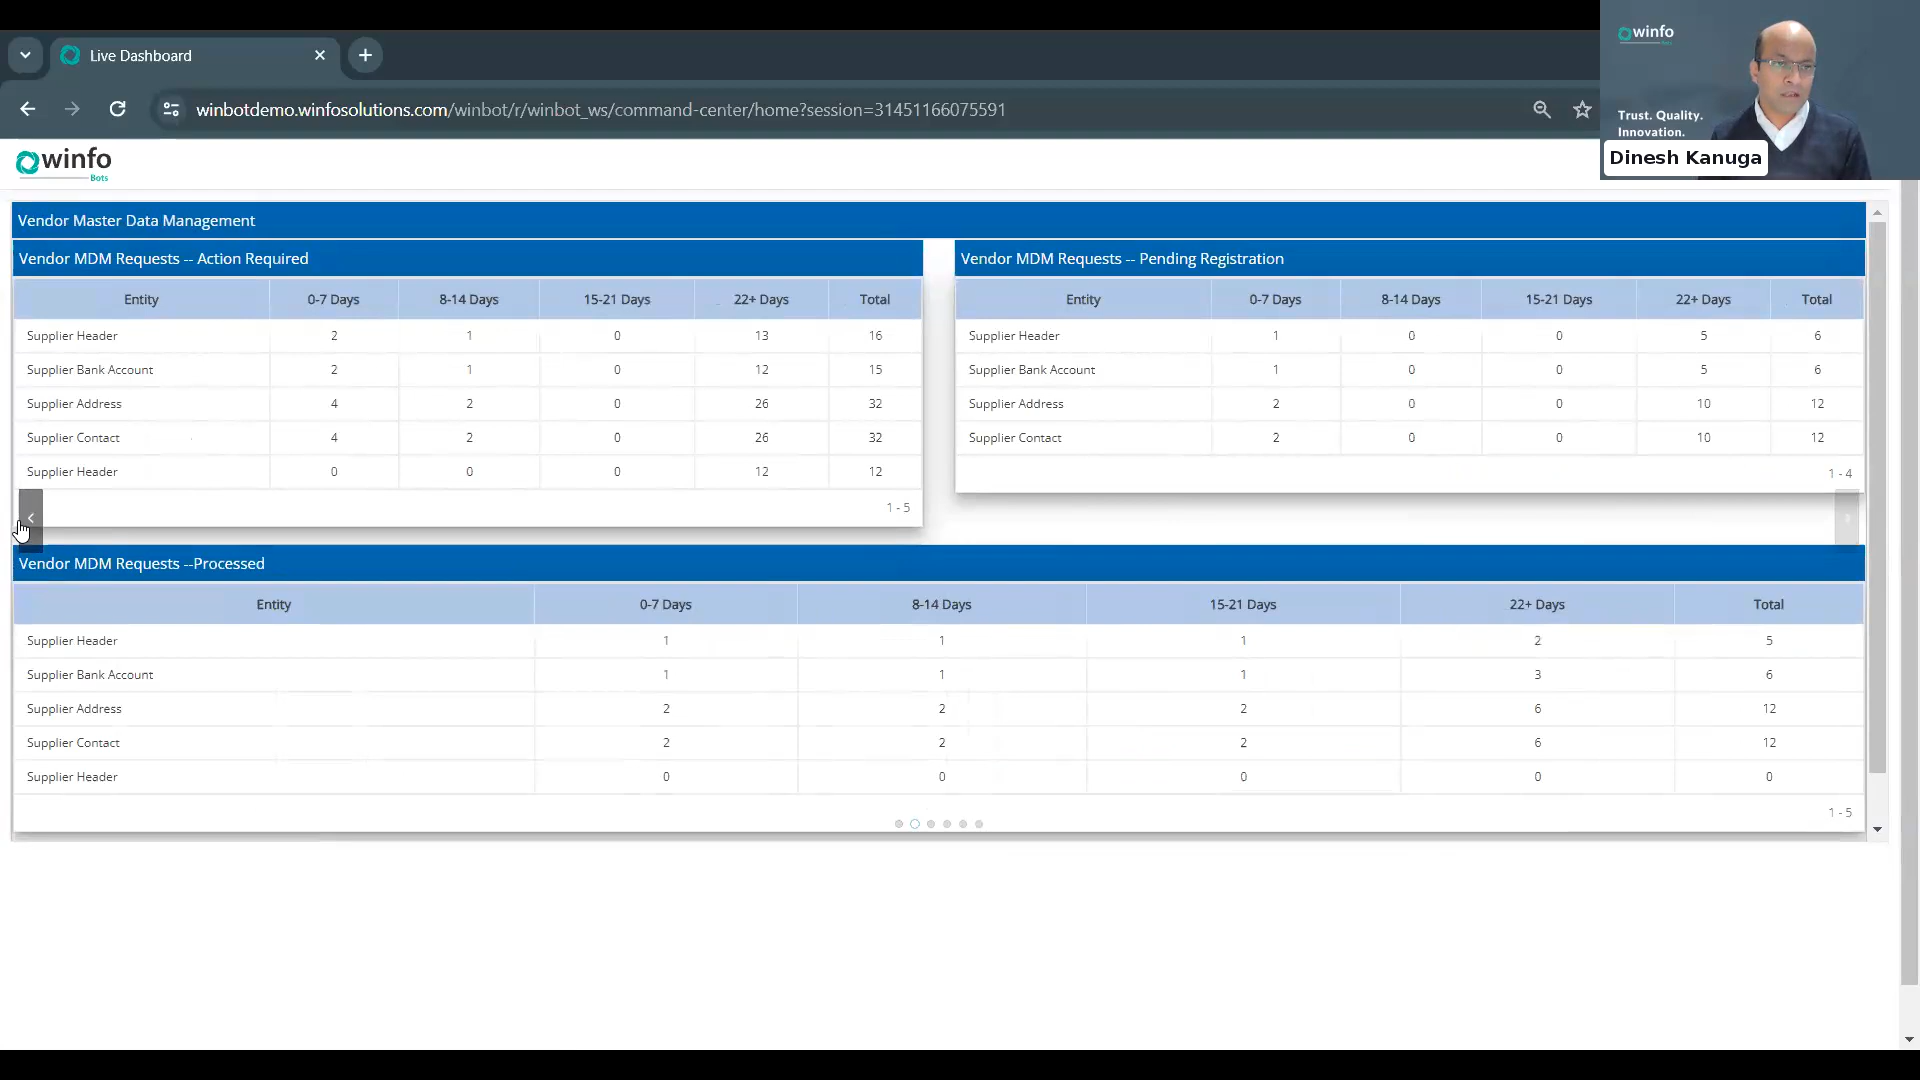 Live Dashboard
winbotdemo.winfosolutions.com/winbot/r/winbot_ws/command-center/home?session=31451166075591
winfo
Trust. Quality.
Innovation.
Dinesh Kanuga
winfo
Bots
Vendor Master Data Management
Vendor MDM Requests -- Action Required
Entity 0-7 Days 8-14 Days 15-21 Days 22+ Days Total
Supplier Header 2 1 0 13 16
Supplier Bank Account 2 1 0 12 15
Supplier Address 4 2 0 26 32
Supplier Contact 4 2 0 26 32
Supplier Header 0 0 0 12 12
1 - 5
Vendor MDM Requests -- Pending Registration
Entity 0-7 Days 8-14 Days 15-21 Days 22+ Days Total
Supplier Header 1 0 0 5 6
Supplier Bank Account 1 0 0 5 6
Supplier Address 2 0 0 10 12
Supplier Contact 2 0 0 10 12
1 - 4
Vendor MDM Requests --Processed
Entity 0-7 Days 8-14 Days 15-21 Days 22+ Days Total
Supplier Header 1 1 1 2 5
Supplier Bank Account 1 1 1 3 6
Supplier Address 2 2 2 6 12
Supplier Contact 2 2 2 6 12
Supplier Header 0 0 0 0 0
1 - 5